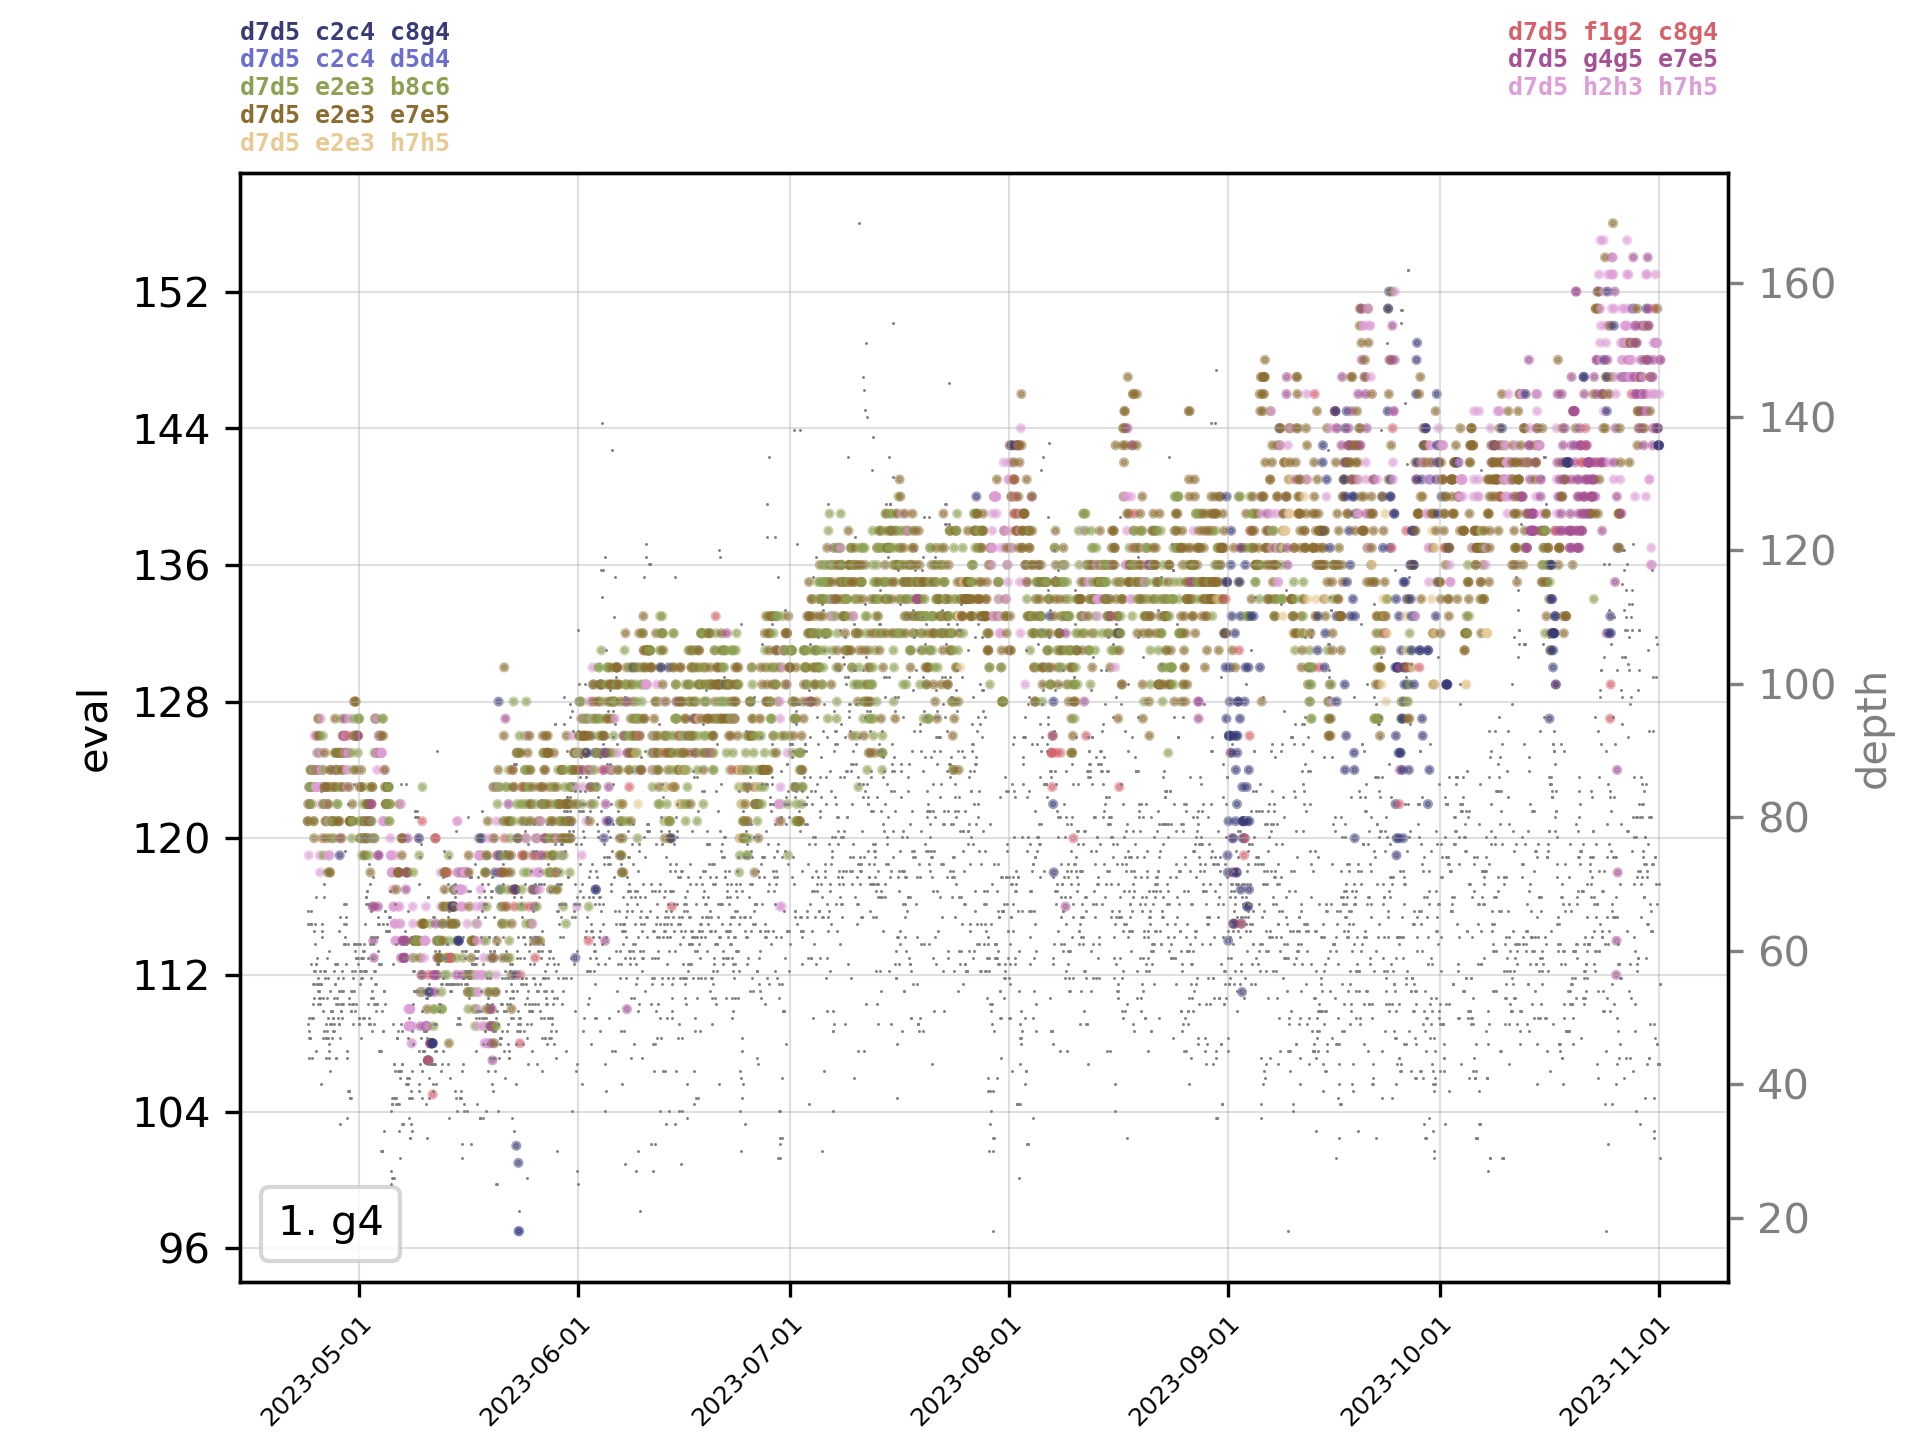 d7d5 c2c4 c8g4
d7d5 c2c4 d5d4
d7d5 e2e3 b8c6
d7d5 e2e3 e7e5
d7d5 e2e3 h7h5
d7d5 f1g2 c8g4
d7d5 g4g5 e7e5
d7d5 h2h3 h7h5
eval
152
144
136
128
120
112
104
96
160
140
120
100
80
60
40
20
depth
1. g4
2023-05-01
2023-06-01
2023-07-01
2023-08-01
2023-09-01
2023-10-01
2023-11-01